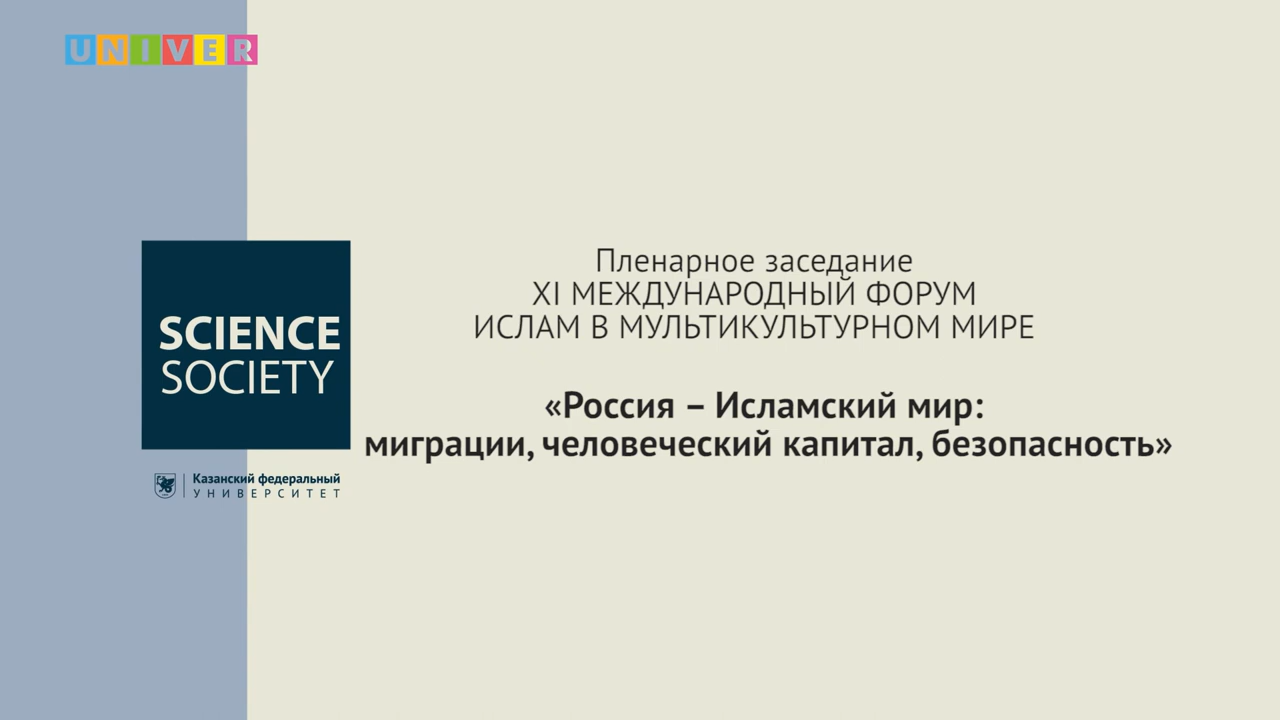 UNIVER
SCIENCE
SOCIETY
Казанский федеральный
УНИВЕРСИТЕТ
Пленарное заседание
XI МЕЖДУНАРОДНЫЙ ФОРУМ
ИСЛАМ В МУЛЬТИКУЛЬТУРНОМ МИРЕ
«Россия – Исламский мир:
миграции, человеческий капитал, безопасность»